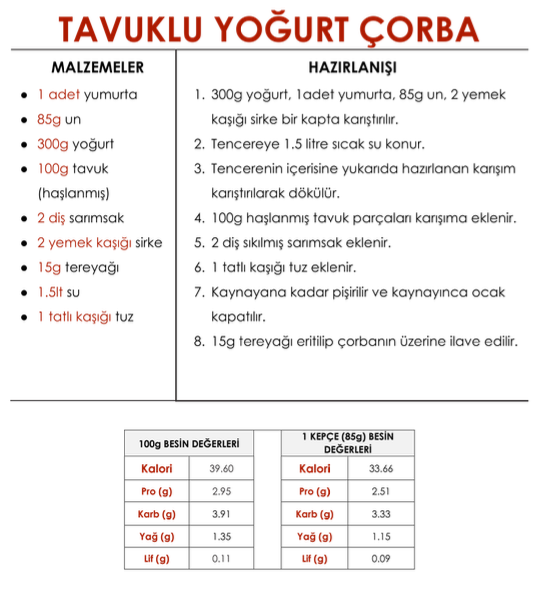 TAVUKLU YOĞURT ÇORBA
MALZEMELER
● 1 adet yumurta
● 85g un
● 300g yoğurt
● 100g tavuk
(haşlanmış)
● 2 diş sarımsak
● 2 yemek kaşığı sirke
● 15g tereyağı
● 1.5lt su
● 1 tatlı kaşığı tuz
HAZIRLANIŞI
1. 300g yoğurt, 1adet yumurta, 85g un, 2 yemek
kaşığı sirke bir kapta karıştırılır.
2. Tencereye 1.5 litre sıcak su konur.
3. Tencerenin içerisine yukarıda hazırlanan karışım
karıştırılarak dökülür.
4. 100g haşlanmış tavuk parçaları karışıma eklenir.
5. 2 diş sıkılmış sarımsak eklenir.
6. 1 tatlı kaşığı tuz eklenir.
7. Kaynayana kadar pişirilir ve kaynayınca ocak
kapatılır.
8. 15g tereyağı eritilip çorbanın üzerine ilave edilir.
100g BESİN DEĞERLERİ
Kalori 39.60
Pro (g) 2.95
Karb (g) 3.91
Yağ (g) 1.35
Lif (g) 0.11
1 KEPÇE (85g) BESİN
DEĞERLERİ
Kalori 33.66
Pro (g) 2.51
Karb (g) 3.33
Yağ (g) 1.15
Lif (g) 0.09